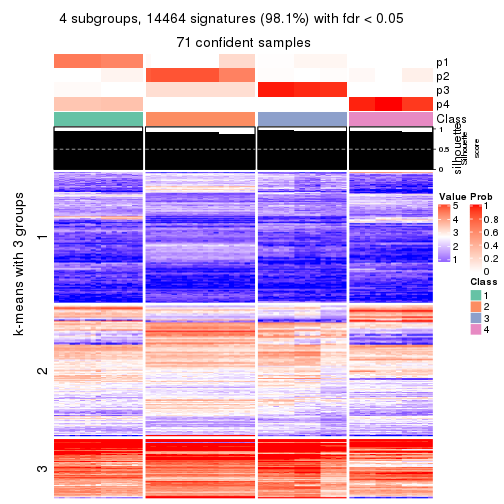 4 subgroups, 14464 signatures (98.1%) with fdr < 0.05
71 confident samples
p1
p2
p3
p4
Class
1
0.5
0
silhouette
Silhouette
score
k-means with 3 groups
1
2
3
Value
5
4
3
2
1
Prob
1
0.8
0.6
0.4
0.2
0
Class
1
2
3
4